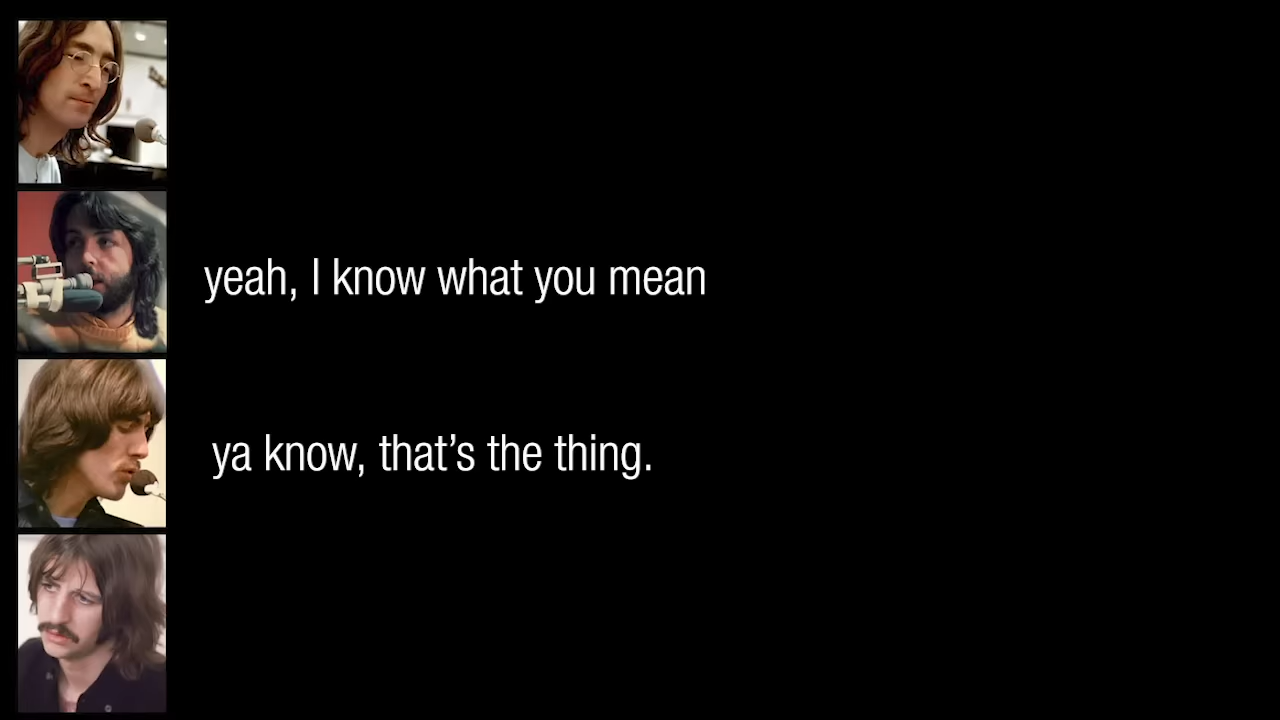 yeah, I know what you mean
ya know, that’s the thing.